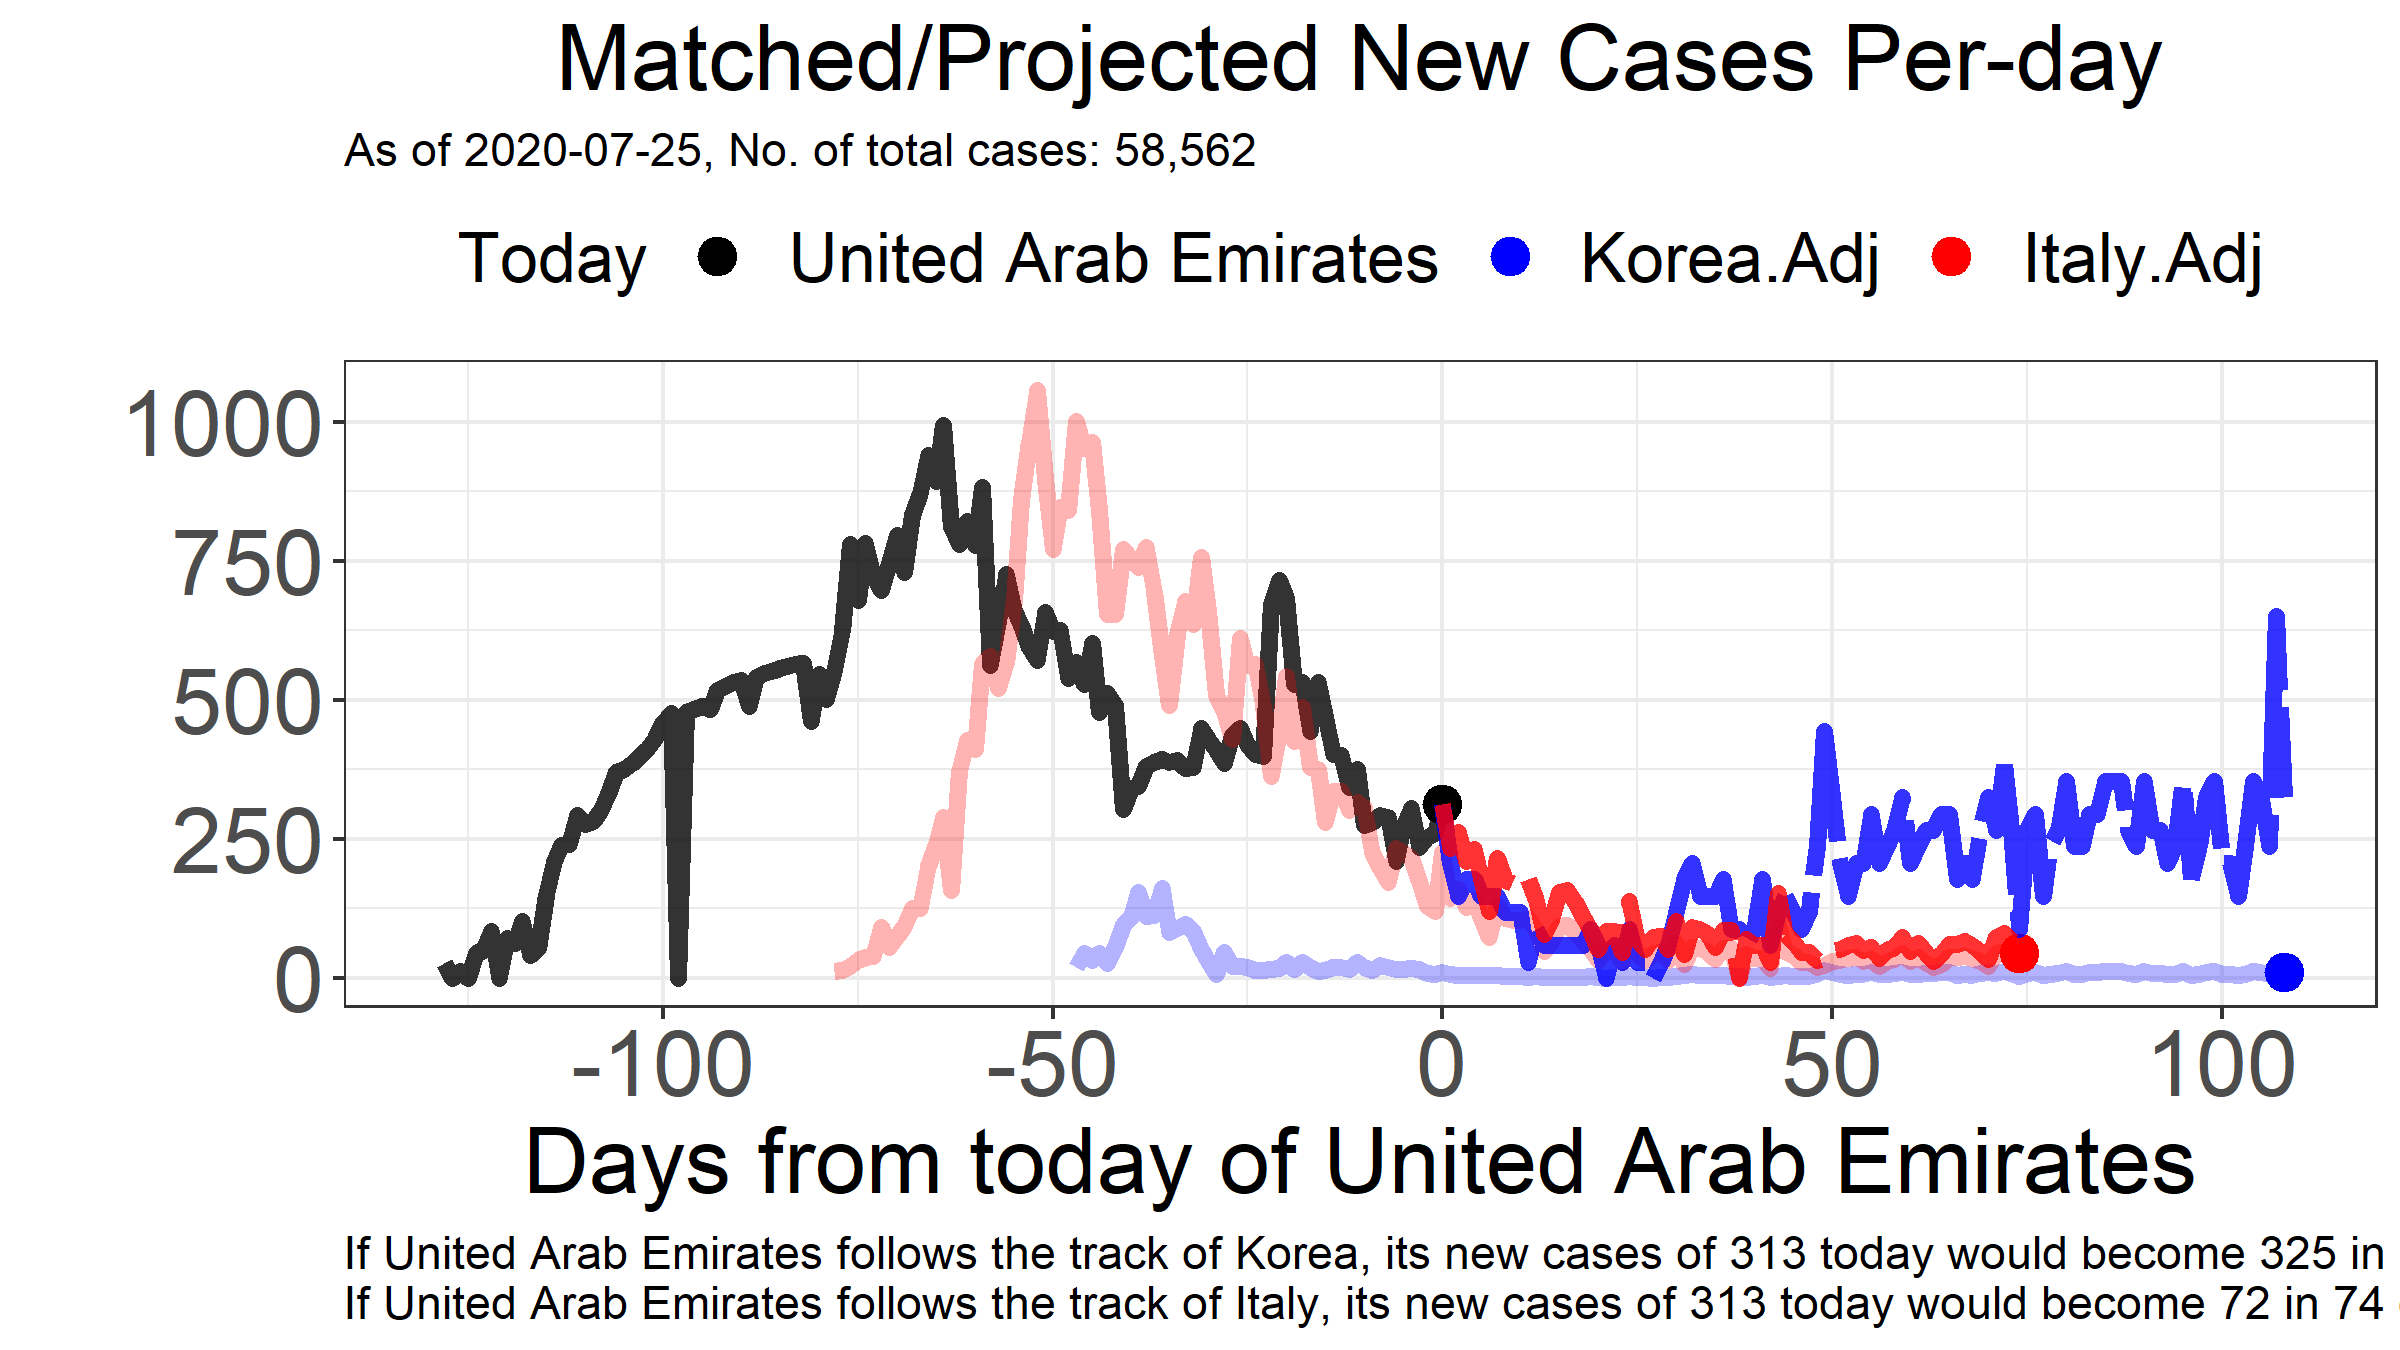 Matched/Projected New Cases Per-day
As of 2020-07-25, No. of total cases: 58,562
Today United Arab Emirates Korea.Adj Italy.Adj
1000
750
500
250
0
-100 -50 0 50 100
Days from today of United Arab Emirates
If United Arab Emirates follows the track of Korea, its new cases of 313 today would become 325 in
If United Arab Emirates follows the track of Italy, its new cases of 313 today would become 72 in 74